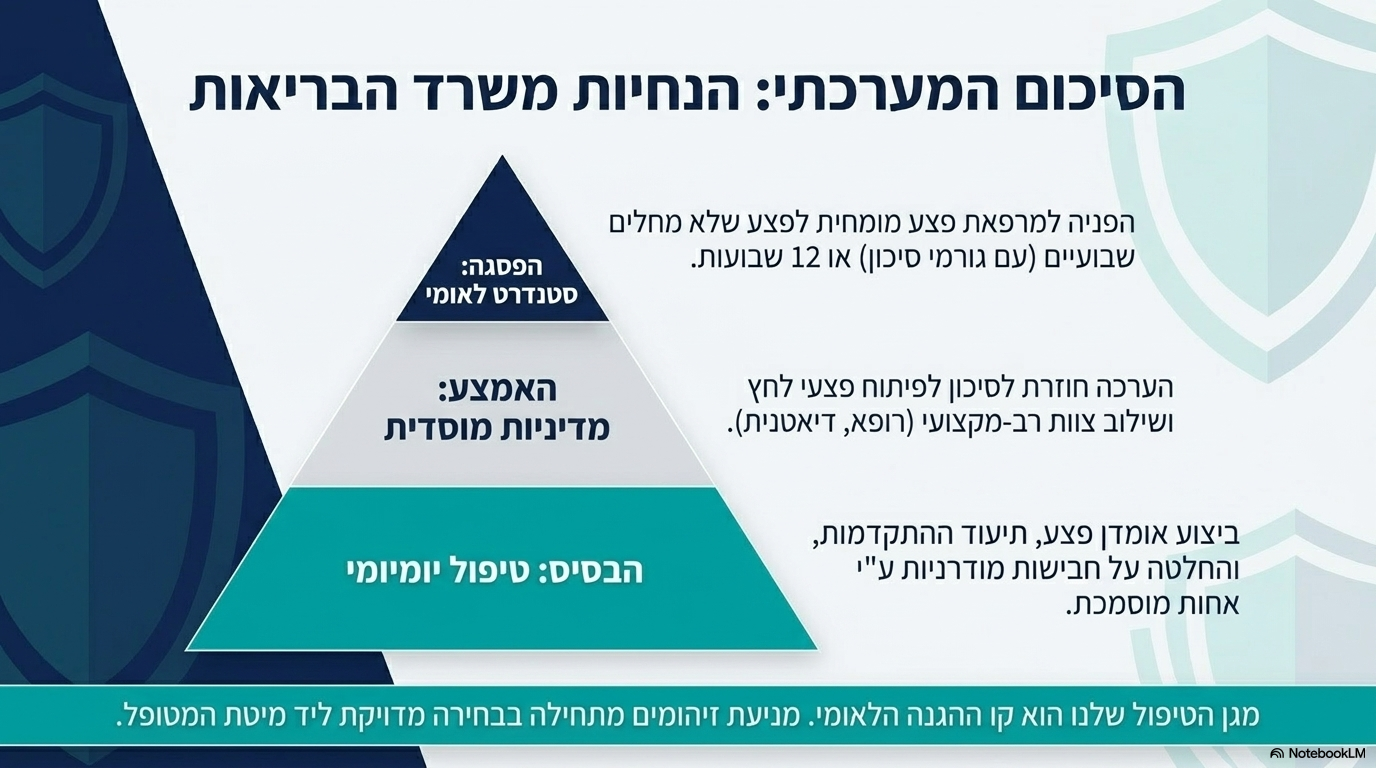 הסיכום המערכתי: הנחיות משרד הבריאות
הפסגה:
סטנדרט לאומי
הפניה למרפאת פצע מומחית לפצע שלא מחלים
שבועיים (עם גורמי סיכון) או 12 שבועות.
האמצע:
מדיניות מוסדית
הערכה חוזרת לסיכון לפיתוח פצעי לחץ
ושילוב צוות רב-מקצועי (רופא, דיאטנית).
הבסיס: טיפול יומיומי
ביצוע אומדן פצע, תיעוד ההתקדמות,
והחלטה על חבישות מודרניות ע"י
אחות מוסמכת.
מגן הטיפול שלנו הוא קו ההגנה הלאומי. מניעת זיהומים מתחילה בבחירה מדויקת ליד מיטת המטופל.
NotebookLM